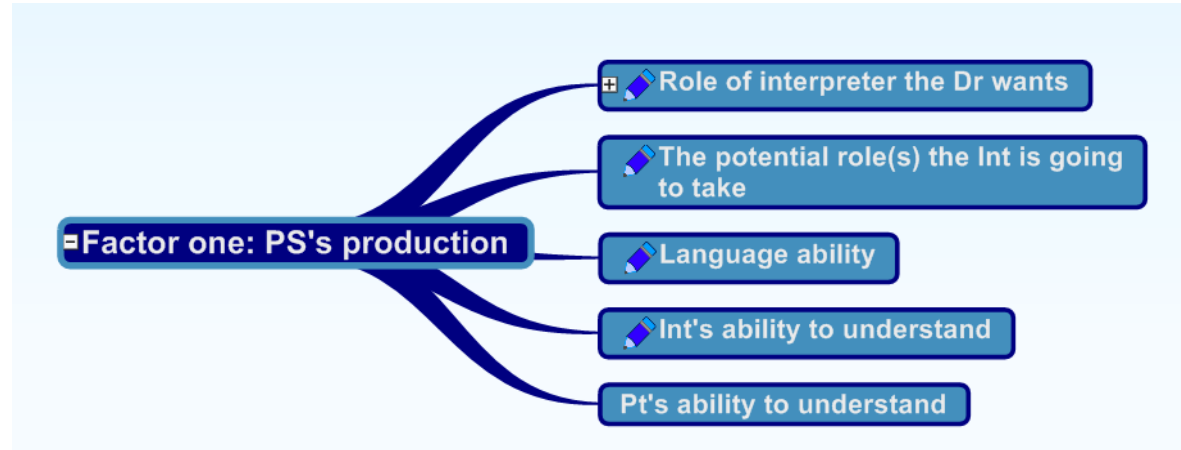 Role of interpreter the Dr wants
The potential role(s) the Int is going
to take
Factor one: PS's production
Language ability
Int's ability to understand
Pt's ability to understand